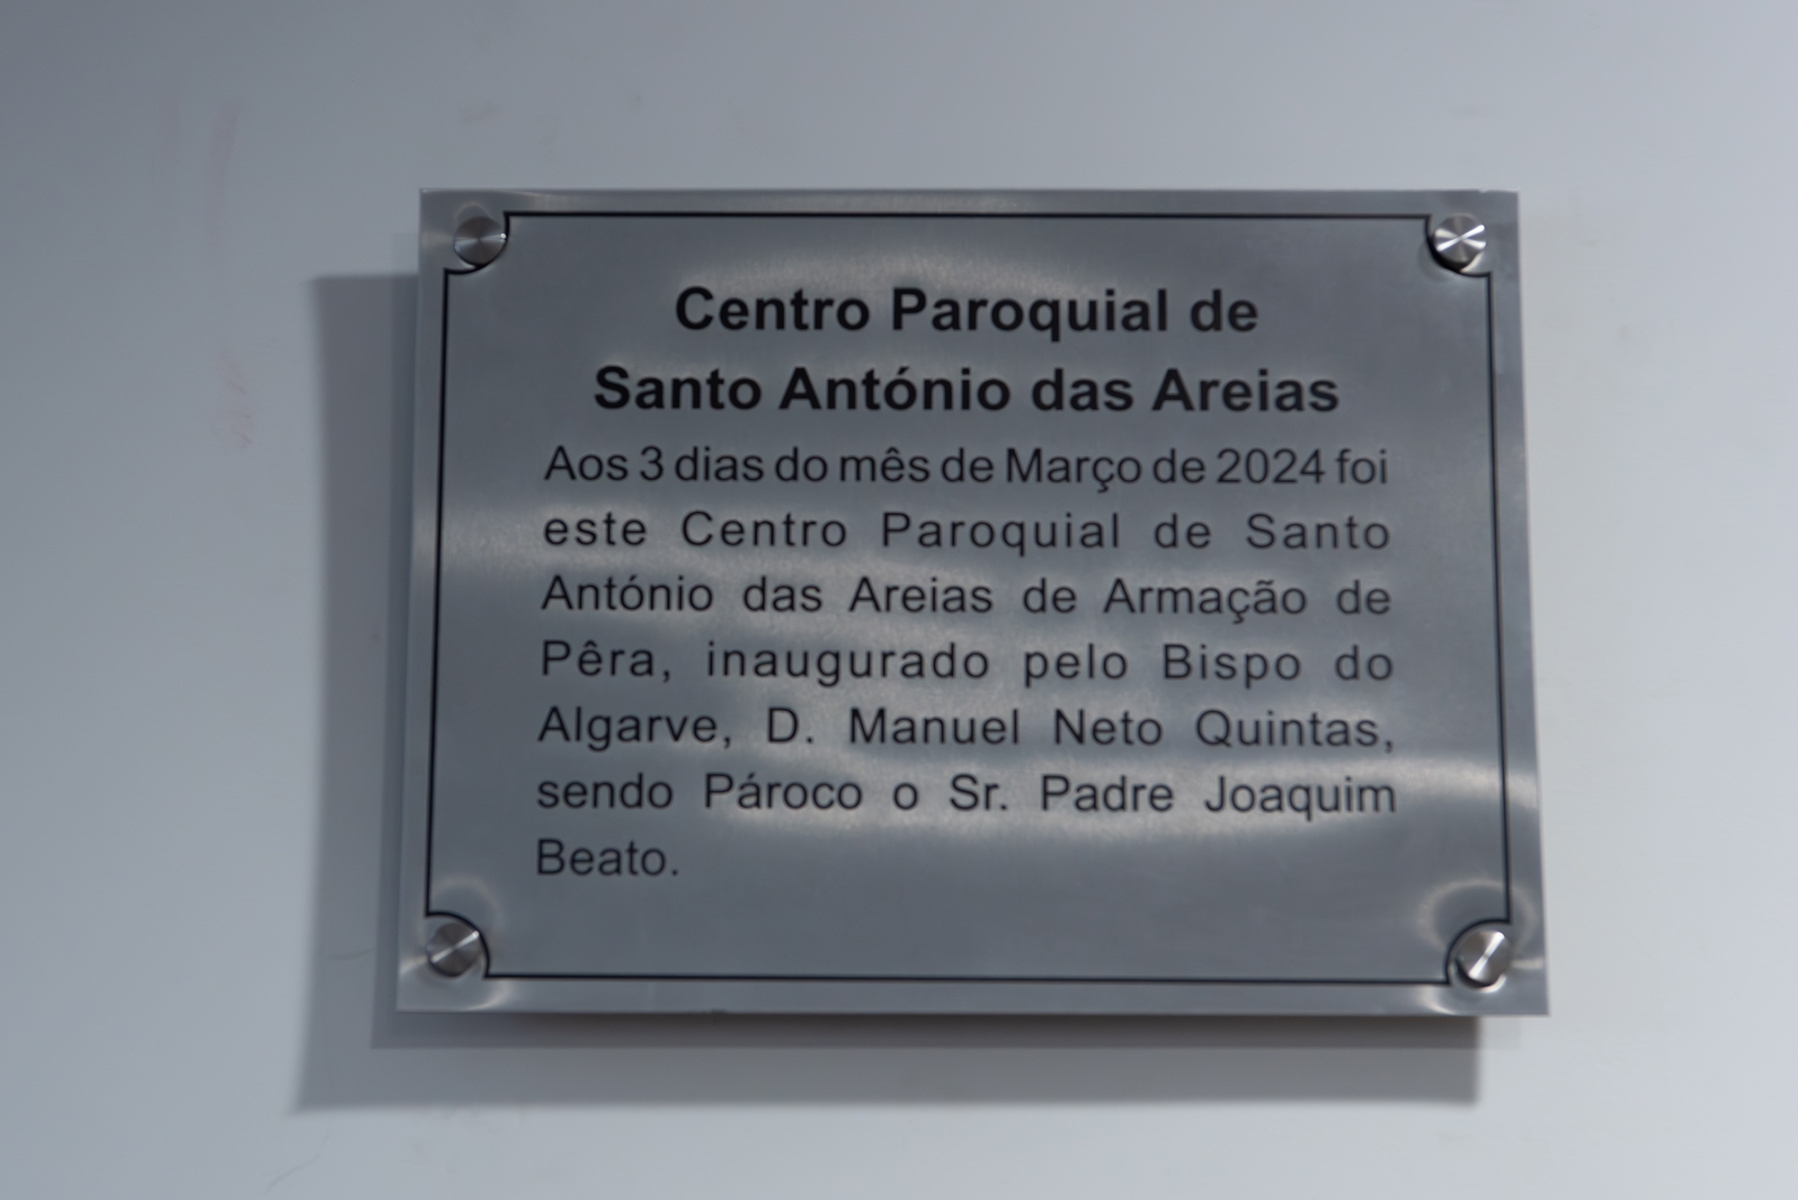 Centro Paroquial de
Santo António das Areias
Aos 3 dias do mês de Março de 2024 foi
este Centro Paroquial de Santo
António das Areias de Armação de
Pêra, inaugurado pelo Bispo do
Algarve, D. Manuel Neto Quintas,
sendo Pároco o Sr. Padre Joaquim
Beato.